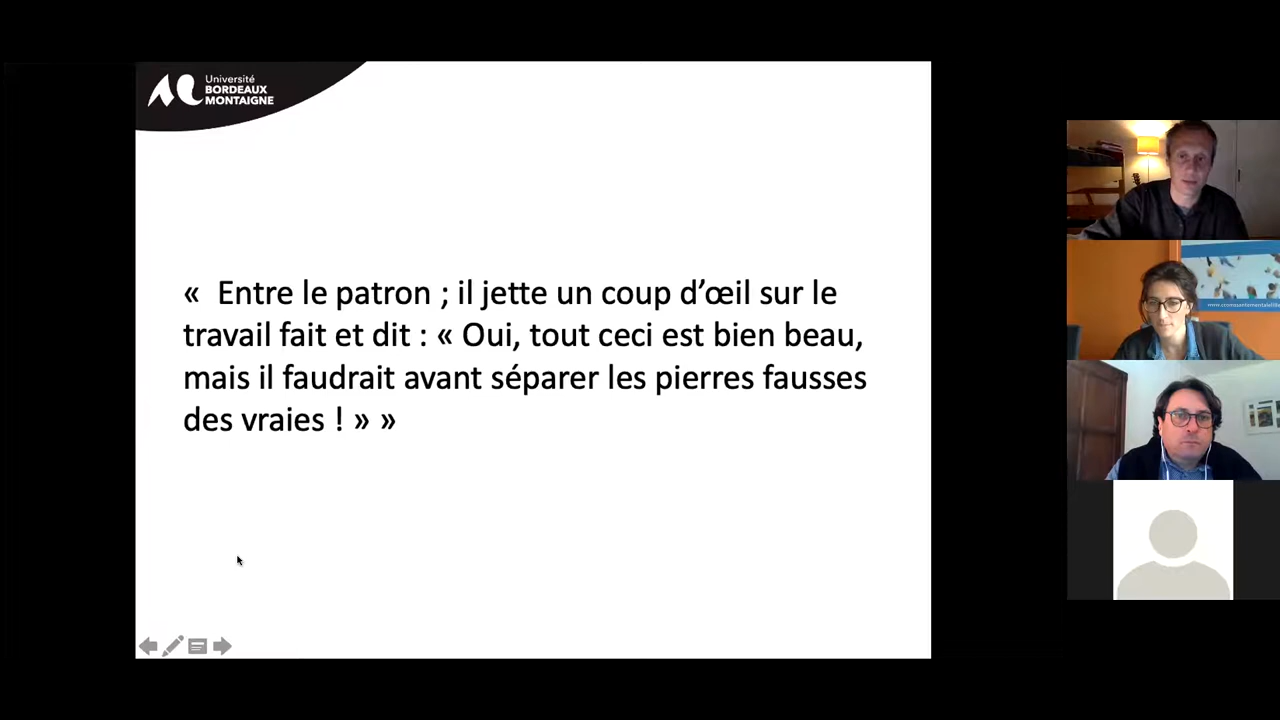 Université
BORDEAUX
MONTAIGNE
«  Entre le patron ; il jette un coup d’œil sur le
travail fait et dit : « Oui, tout ceci est bien beau,
mais il faudrait avant séparer les pierres fausses
des vraies ! » »